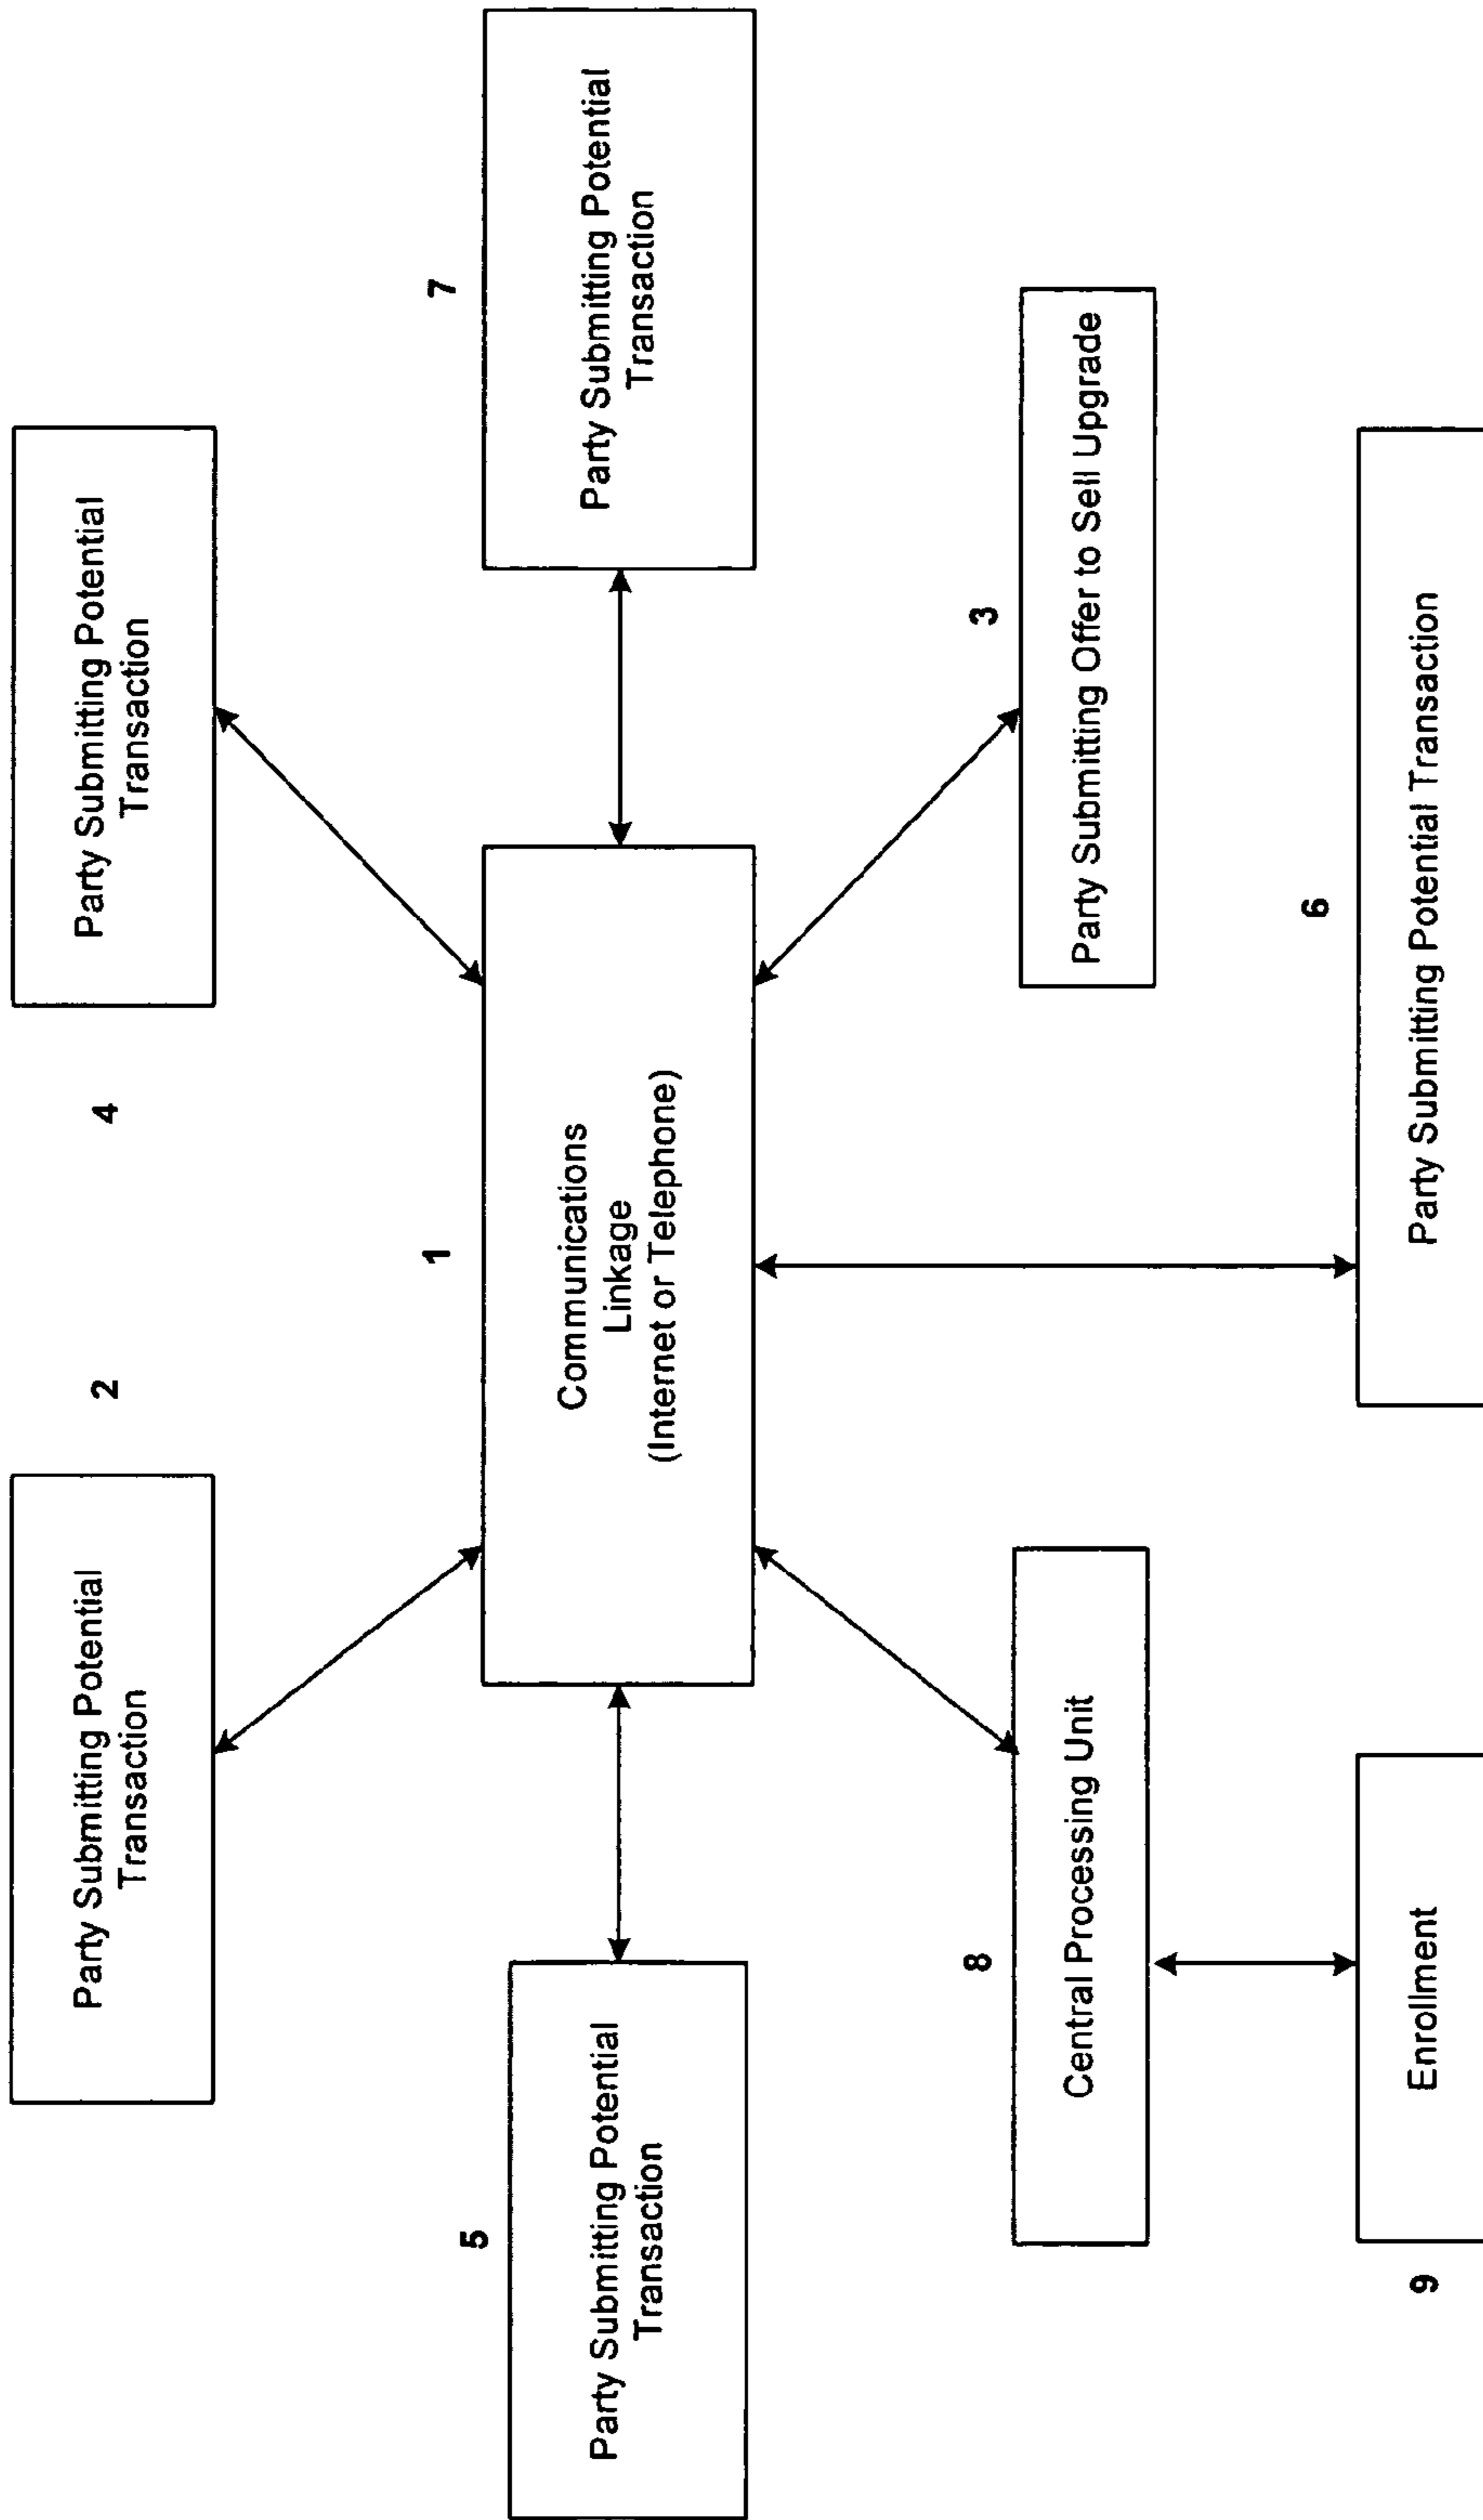 2
Party Submitting Potential
Transaction
4
Party Submitting Potential
Transaction
5
Party Submitting Potential
Transaction
1
Communications
Linkage
(Internet or Telephone)
7
Party Submitting Potential
Transaction
8
Central Processing Unit
3
Party Submitting Offer to Sell Upgrade
9
Enrollment
6
Party Submitting Potential Transaction